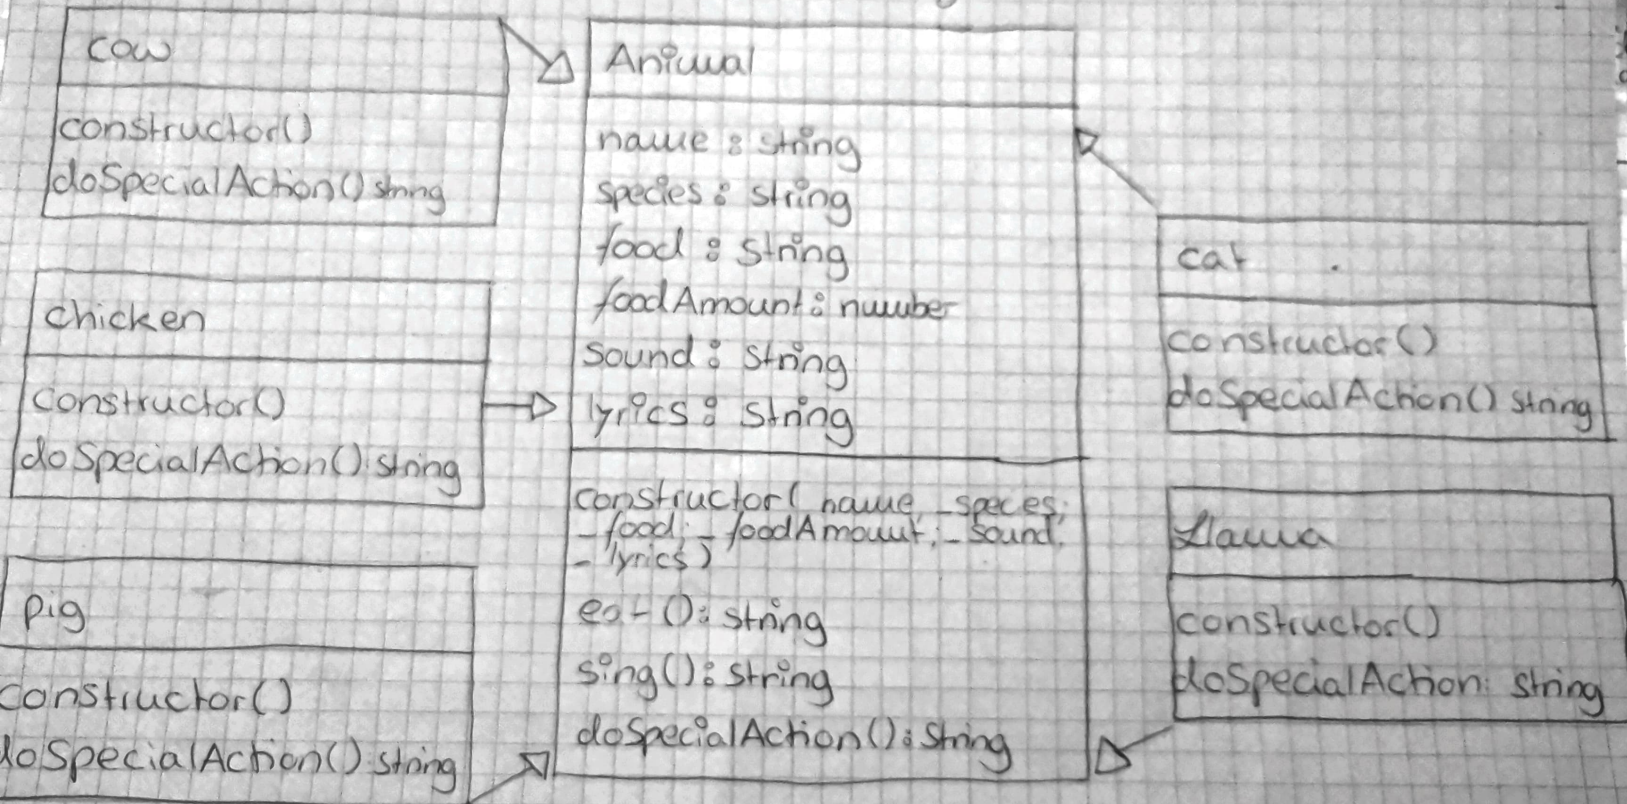 cow
constructor()
doSpecialAction() string
chicken
constructor()
doSpecialAction(): string
pig
constructor()
doSpecialAction(): string
Animal
name: string
species: string
food: string
foodAmount: number
sound: string
lyrics: string
constructor( name, _speces;
_food; _foodAmount; _sound,
_lyrics)
eat(): string
sing(): string
doSpecialAction(): string
cat
constructor()
doSpecialAction() string
Llama
constructor()
doSpecialAction: string